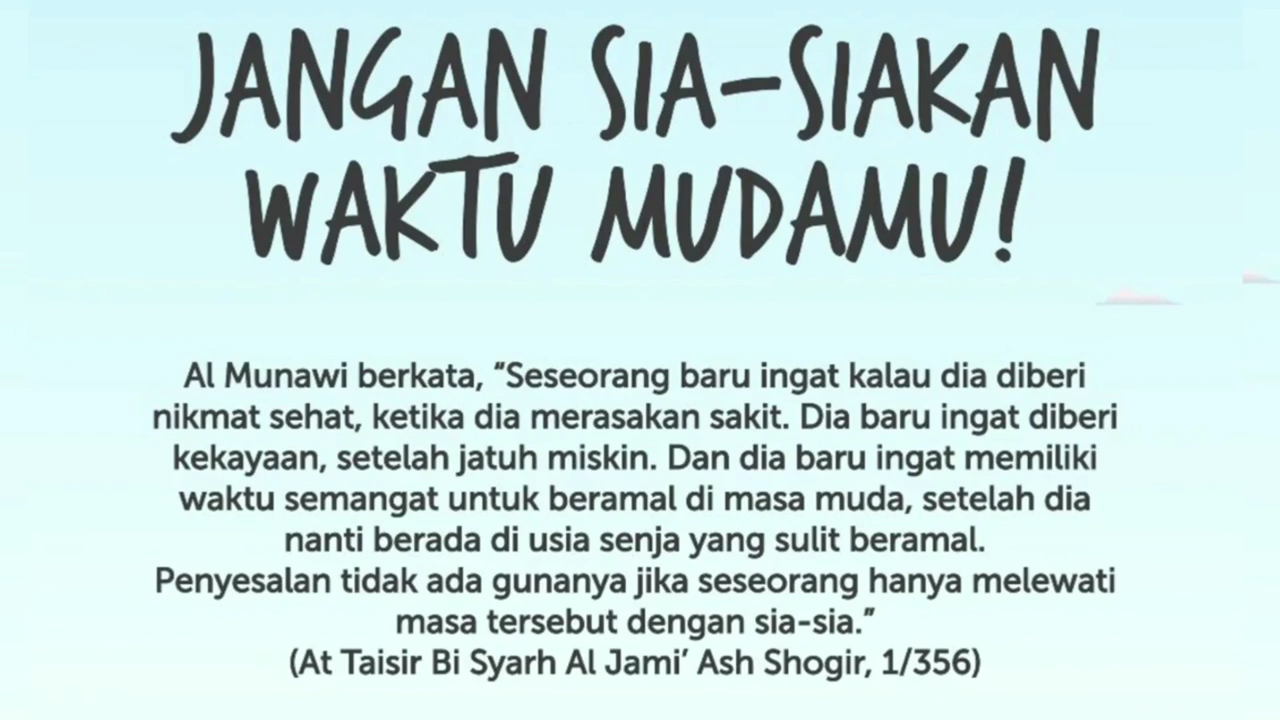 JANGAN SIA-SIAKAN
WAKTU MUDAMU!
Al Munawi berkata, “Seseorang baru ingat kalau dia diberi
nikmat sehat, ketika dia merasakan sakit. Dia baru ingat diberi
kekayaan, setelah jatuh miskin. Dan dia baru ingat memiliki
waktu semangat untuk beramal di masa muda, setelah dia
nanti berada di usia senja yang sulit beramal.
Penyesalan tidak ada gunanya jika seseorang hanya melewati
masa tersebut dengan sia-sia.”
(At Taisir Bi Syarh Al Jami’ Ash Shogir, 1/356)